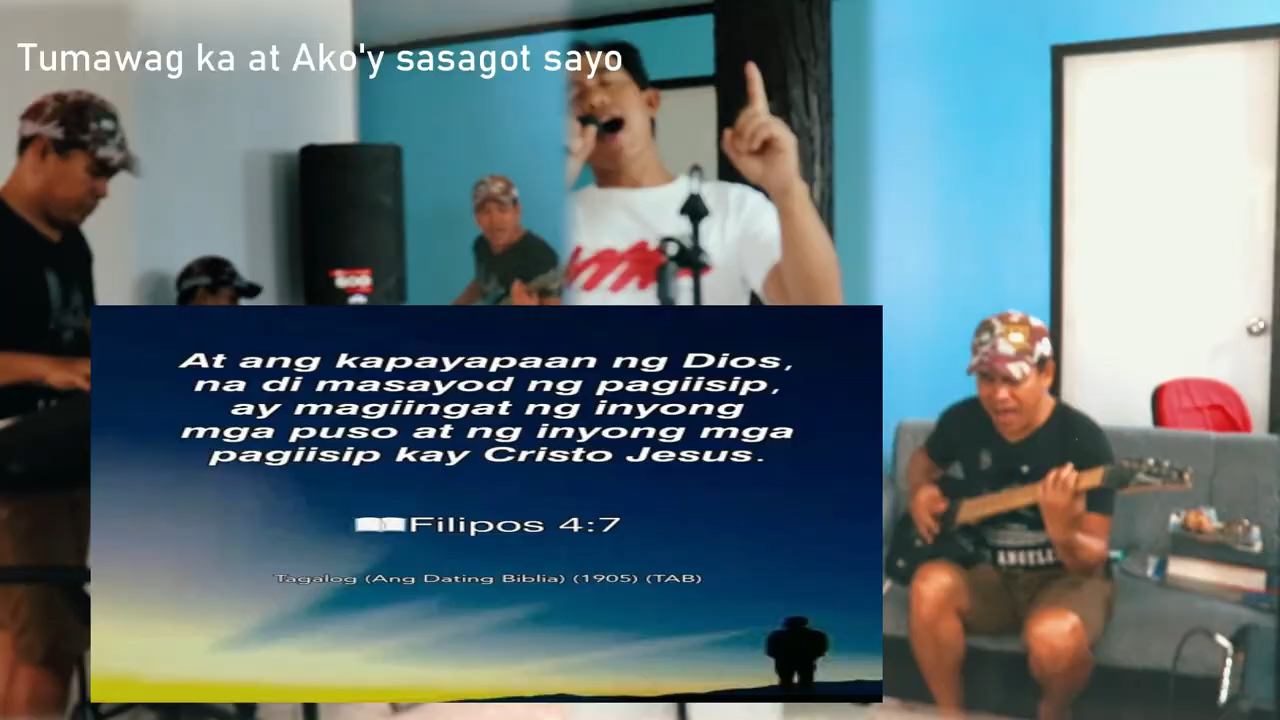 Tumawag ka at Ako'y sasagot sayo
At ang kapayapaan ng Dios,
na di masayod ng pagiisip,
ay magiingat ng inyong
mga puso at ng inyong mga
pagiisip kay Cristo Jesus.
Filipos 4:7
Tagalog (Ang Dating Biblia) (1905) (TAB)